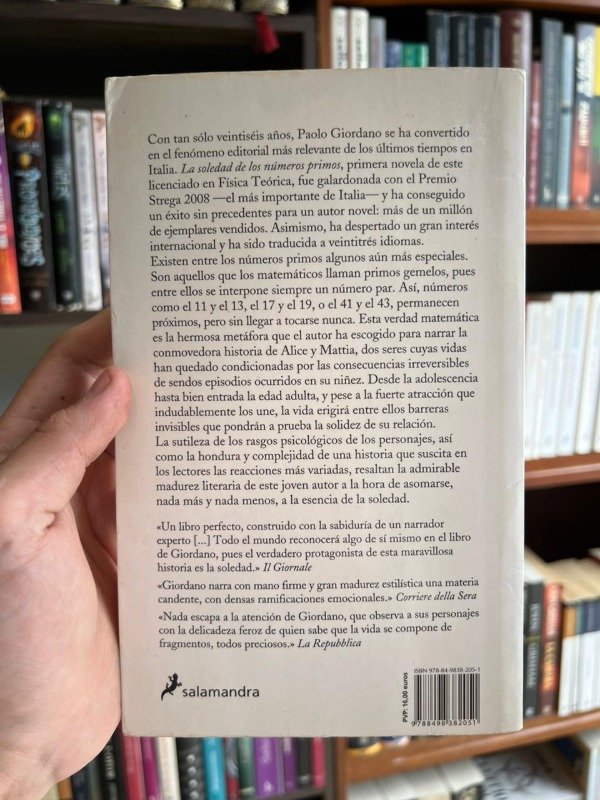 Con tan sólo veintiséis años, Paolo Giordano se ha convertido
en el fenómeno editorial más relevante de los últimos tiempos en
Italia. La soledad de los números primos, primera novela de este
licenciado en Física Teórica, fue galardonada con el Premio
Strega 2008 —el más importante de Italia— y ha conseguido
un éxito sin precedentes para un autor novel: más de un millón
de ejemplares vendidos. Asimismo, ha despertado un gran interés
internacional y ha sido traducida a veintitrés idiomas.
Existen entre los números primos algunos aún más especiales.
Son aquellos que los matemáticos llaman primos gemelos, pues
entre ellos se interpone siempre un número par. Así, números
como el 11 y el 13, el 17 y el 19, o el 41 y el 43, permanecen
próximos, pero sin llegar a tocarse nunca. Esta verdad matemática
es la hermosa metáfora que el autor ha escogido para narrar la
conmovedora historia de Alice y Mattia, dos seres cuyas vidas
han quedado condicionadas por las consecuencias irreversibles
de sendos episodios ocurridos en su niñez. Desde la adolescencia
hasta bien entrada la edad adulta, y pese a la fuerte atracción que
indudablemente los une, la vida erigirá entre ellos barreras
invisibles que pondrán a prueba la solidez de su relación.
La sutileza de los rasgos psicológicos de los personajes, así
como la hondura y complejidad de una historia que suscita en
los lectores las reacciones más variadas, resaltan la admirable
madurez literaria de este joven autor a la hora de asomarse,
nada más y nada menos, a la esencia de la soledad.
«Un libro perfecto, construido con la sabiduría de un narrador
experto [...] Todo el mundo reconocerá algo de sí mismo en el libro
de Giordano, pues el verdadero protagonista de esta maravillosa
historia es la soledad.» Il Giornale
«Giordano narra con mano firme y gran madurez estilística una materia
candente, con densas ramificaciones emocionales.» Corriere della Sera
«Nada escapa a la atención de Giordano, que observa a sus personajes
con la delicadeza feroz de quien sabe que la vida se compone de
fragmentos, todos preciosos.» La Repubblica
salamandra
PVP: 16,00 euros
ISBN 978-84-9838-205-1
9788498382051